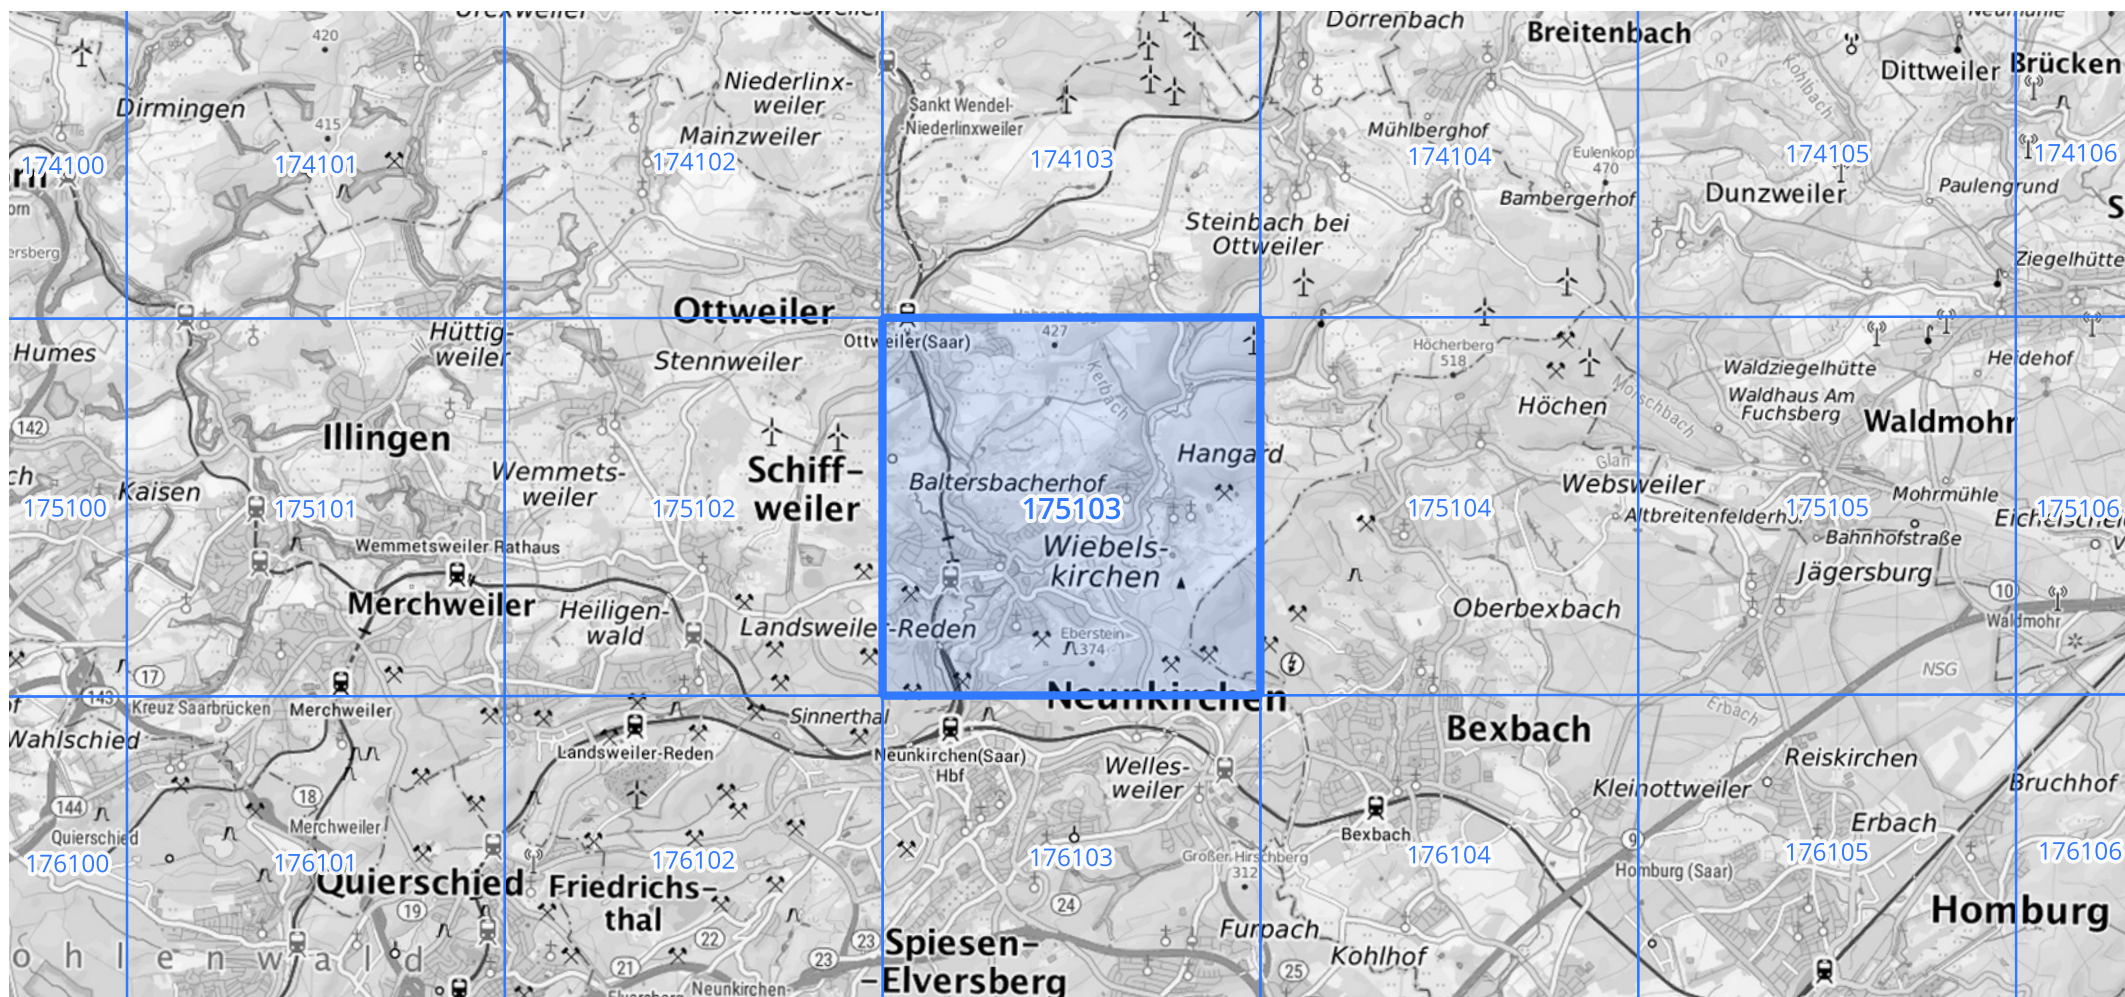 420
Dirmingen
415
174100
174101
Niederlinx-
weiler
Mainzweiler
174102
Sankt Wendel-
-Niederlinxweiler
174103
Steinbach bei
Ottweiler
Dörrenbach
Breitenbach
Mühlberghof
174104
Eulenkopf
470
Bambergerhof
Kohlbach
Dittweiler
Brücken
174105
174106
Dunzweiler
Paulengrund
Ziegelhütte
ersberg
Ottweiler
Humes
Hüttig-
weiler
Stennweiler
Ottweiler(Saar)
427
Ketbach
Höcherberg
518
Höchen
Morschbach
Waldziegelhütte
Waldhaus Am
Fuchsberg
Heidehof
Waldmohr
142
Illingen
Kaisen
Wemmets-
weiler
Schiff-
weiler
Hangard
Baltersbacherhof
Glan
Websweiler
Mohrmühle
175100
175101
175102
175103
175104
175105
175106
Altbreitenfelderhof
Bahnhofstraße
Wemmetsweiler Rathaus
Wiebels-
kirchen
Jägersburg
Merchweiler
Heiligen-
wald
Landsweiler-Reden
Eberstein
374
Oberbexbach
10
Waldmohr
NSG
17
143
Kreuz Saarbrücken
Merchweiler
Neunkirchen
Erbach
Wahlschied
Sinnerthal
Landsweiler-Reden
Neunkirchen(Saar)
Hbf
Welles-
weiler
Bexbach
Reiskirchen
Kleinottweiler
Bruchhof
144
18
Quierschied
Merchweiler
Bexbach
Erbach
9
Homburg (Saar)
176100
176101
176102
176103
Großer Hirschberg
312
176104
176105
176106
Quierschied
Friedrichs-
thal
19
24
Homburg
22
23
Spiesen-
-Elversberg
Furpach
Kohlhof
21
23
25
Neunkirchen-
o h l e n w a l d